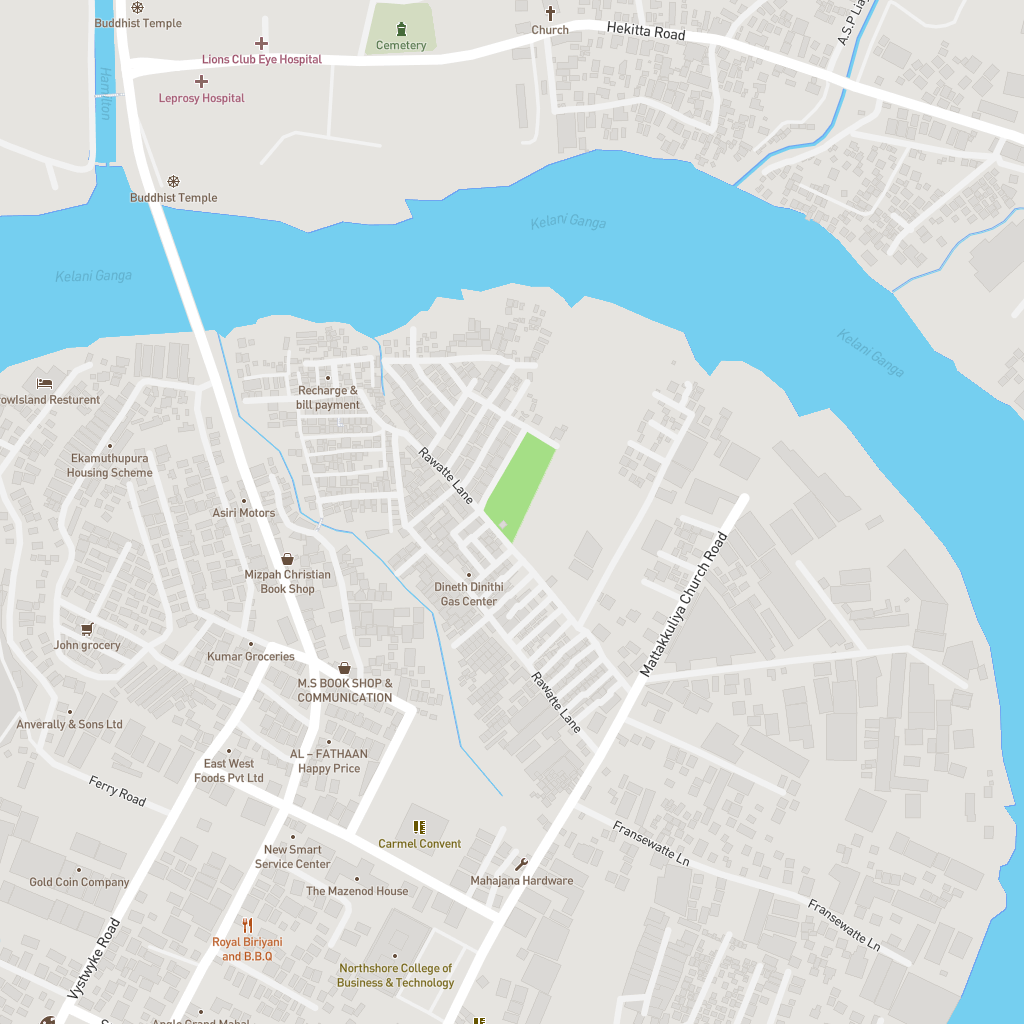 Buddhist Temple
Church
Hekitta Road
A.S.P
Cemetery
Lions Club Eye Hospital
Leprosy Hospital
Hamilton
Buddhist Temple
Kelani Ganga
Kelani Ganga
Kelani Ganga
rowIsland Resturent
Recharge &
bill payment
Ekamuthupura
Housing Scheme
Rawatte Lane
Asiri Motors
Mizpah Christian
Book Shop
Dineth Dinithi
Gas Center
Mattakkuliya Church Road
John grocery
Kumar Groceries
M.S BOOK SHOP &
COMMUNICATION
Rawatte Lane
Anverally & Sons Ltd
AL – FATHAAN
Happy Price
East West
Foods Pvt Ltd
Ferry Road
Carmel Convent
Fransewatte Ln
New Smart
Service Center
Mahajana Hardware
Gold Coin Company
The Mazenod House
Fransewatte Ln
Royal Biriyani
and B.B.Q
Vystwyke Road
Northshore College of
Business & Technology
Angle Grand Mahal